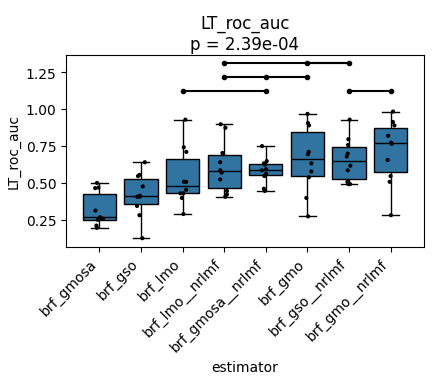 LT_roc_auc
p = 2.39e-04
LT_roc_auc
1.25
1.00
0.75
0.50
0.25
brf_gmosa
brf_gso
brf_lmo
brf_lmo__nrlmf
brf_gmosa__nrlmf
brf_gmo
brf_gso__nrlmf
brf_gmo__nrlmf
estimator